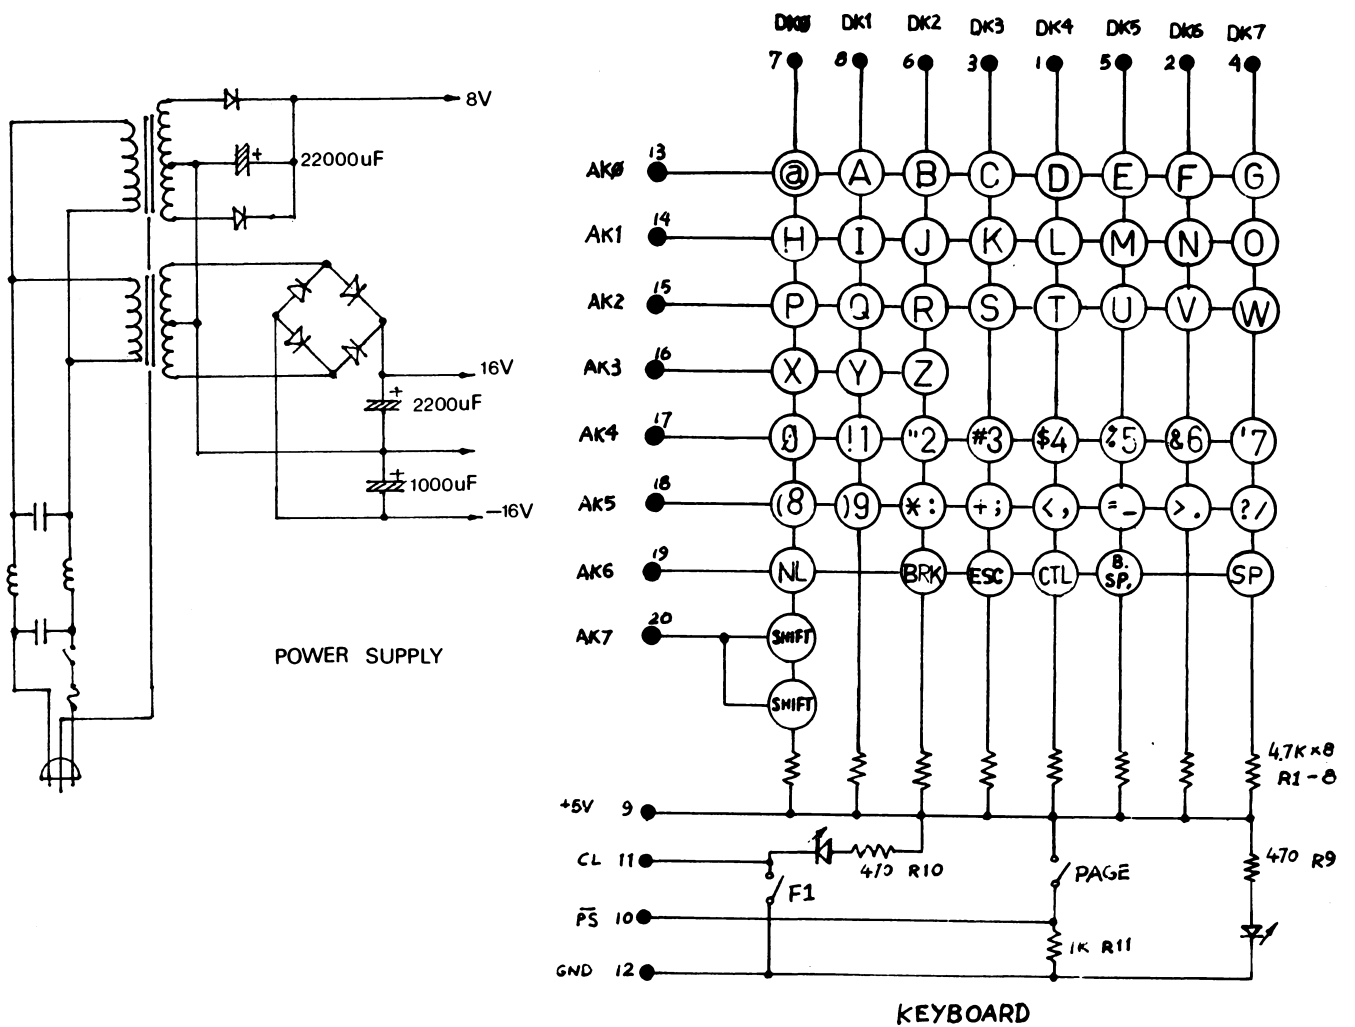 DK0 DK1 DK2 DK3 DK4 DK5 DK6 DK7
7 8 6 3 1 5 2 4
8V
22000uF
16V
2200uF
1000uF
−16V
POWER SUPPLY
AKØ 13 @ A B C D E F G
AK1 14 H I J K L M N O
AK2 15 P Q R S T U V W
AK3 16 X Y Z
AK4 17 0 !1 "2 #3 $4 %5 &6 '7
AK5 18 (8 )9 *: +; <, =_ >. ?/
AK6 19 NL BRK ESC CTL B.SP. SP
AK7 20 SHIFT
SHIFT
4.7K×8
R1-8
+5V 9
CL 11
470 R10
F1
PAGE
470 R9
PS 10
1K R11
GND 12
KEYBOARD